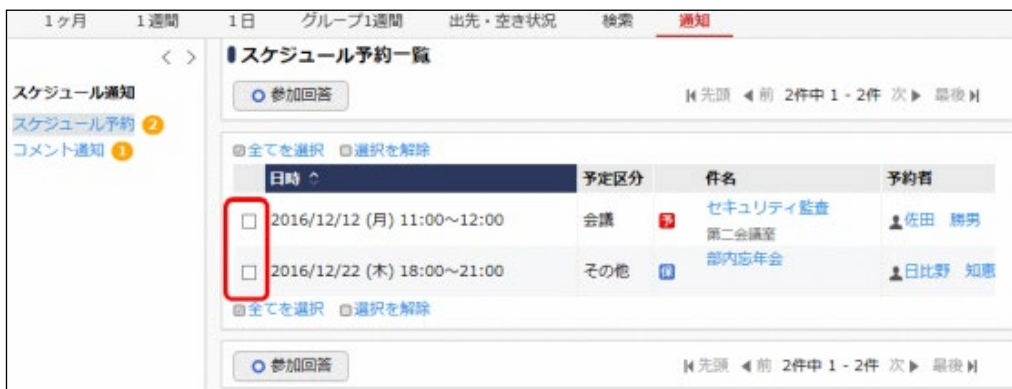 1ヶ月 1週間 1日 グループ1週間 出先・空き状況 検索 通知
< >
スケジュール予約一覧
参加回答 先頭 前 2件中 1 - 2件 次 最後
スケジュール通知
スケジュール予約 2
コメント通知 1
全てを選択 選択を解除
日時 予定区分 件名 予約者
2016/12/12 (月) 11:00～12:00 会議 予 セキュリティ監査 佐田 勝男
第二会議室
2016/12/22 (木) 18:00～21:00 その他 部内忘年会 日比野 知恵
全てを選択 選択を解除
参加回答 先頭 前 2件中 1 - 2件 次 最後